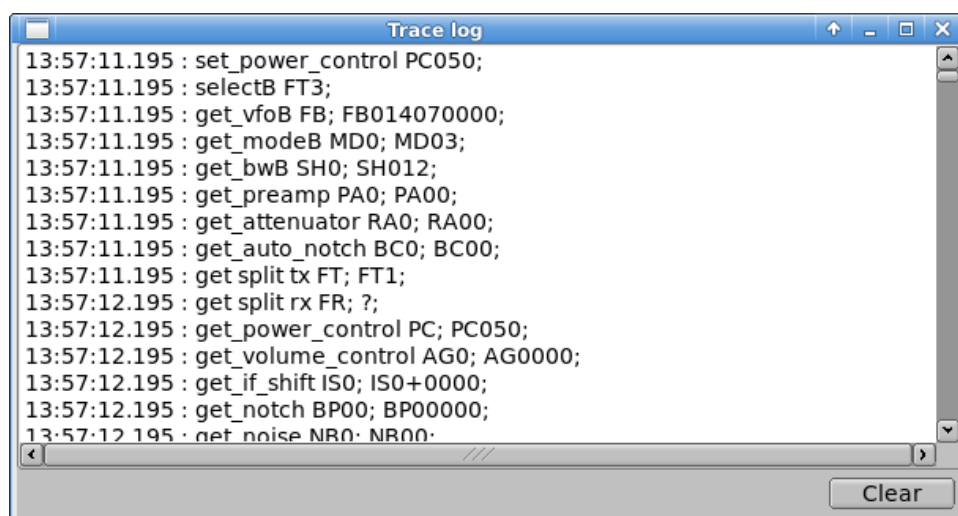 Trace log
13:57:11.195 : set_power_control PC050;
13:57:11.195 : selectB FT3;
13:57:11.195 : get_vfoB FB; FB014070000;
13:57:11.195 : get_modeB MD0; MD03;
13:57:11.195 : get_bwB SH0; SH012;
13:57:11.195 : get_preamp PA0; PA00;
13:57:11.195 : get_attenuator RA0; RA00;
13:57:11.195 : get_auto_notch BC0; BC00;
13:57:11.195 : get split tx FT; FT1;
13:57:12.195 : get split rx FR; ?;
13:57:12.195 : get_power_control PC; PC050;
13:57:12.195 : get_volume_control AG0; AG0000;
13:57:12.195 : get_if_shift IS0; IS0+0000;
13:57:12.195 : get_notch BP00; BP00000;
13:57:12.195 : get_noise NB0; NB00;
Clear